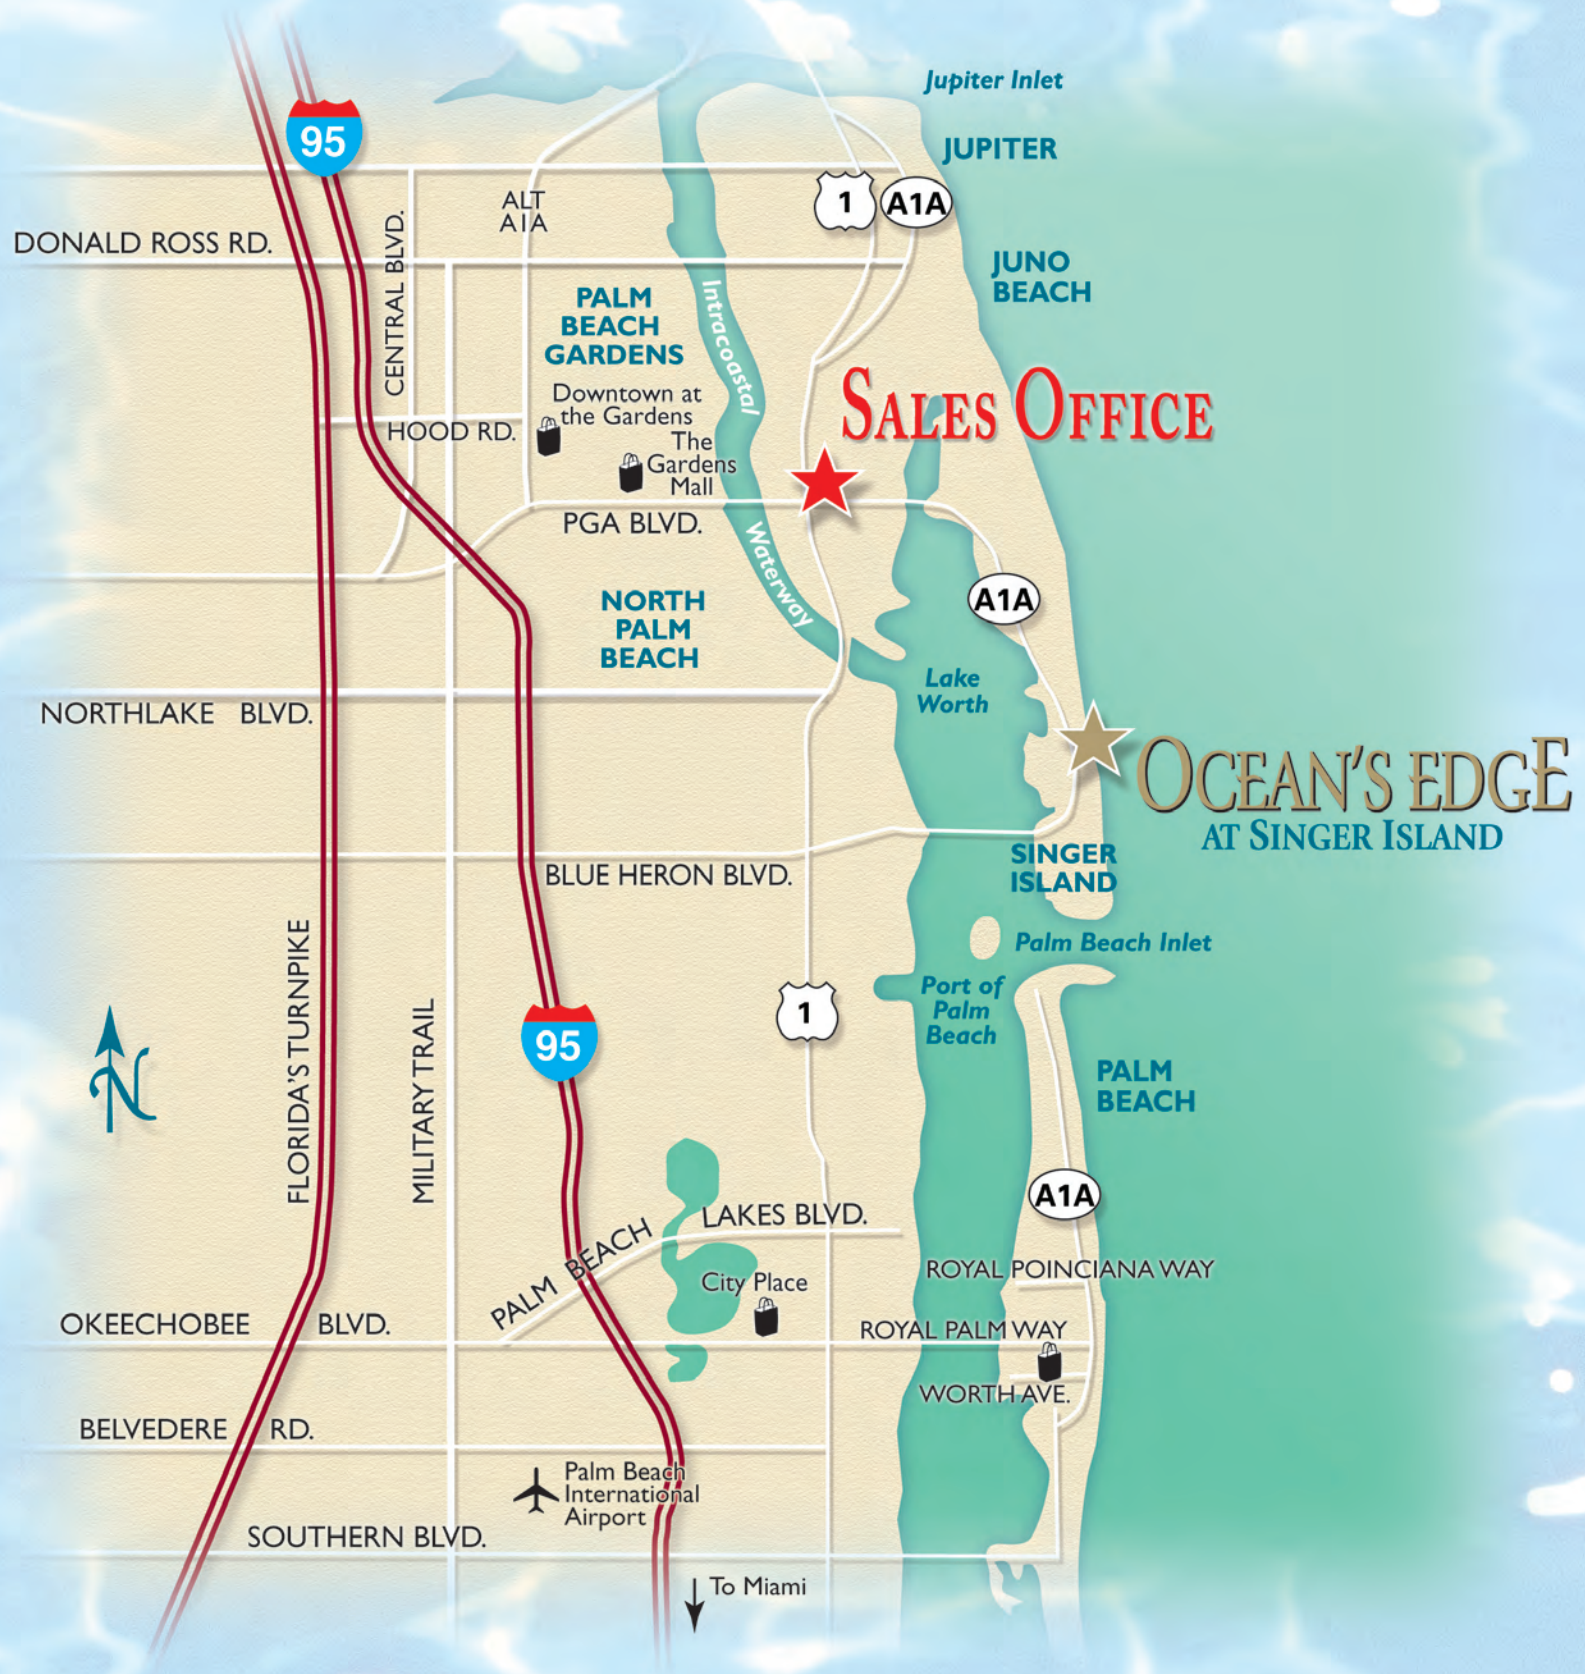 Jupiter Inlet
95
JUPITER
ALT
A1A
1
A1A
DONALD ROSS RD.
CENTRAL BLVD.
JUNO
BEACH
PALM
BEACH
GARDENS
Intracoastal
Downtown at
the Gardens
SALES OFFICE
HOOD RD.
The
Gardens
Mall
PGA BLVD.
Waterway
A1A
NORTH
PALM
BEACH
Lake
Worth
NORTHLAKE BLVD.
OCEAN'S EDGE
AT SINGER ISLAND
SINGER
ISLAND
BLUE HERON BLVD.
Palm Beach Inlet
FLORIDA'S TURNPIKE
MILITARY TRAIL
95
1
Port of
Palm
Beach
N
PALM
BEACH
A1A
PALM BEACH LAKES BLVD.
ROYAL POINCIANA WAY
City Place
OKEECHOBEE BLVD.
ROYAL PALM WAY
WORTH AVE.
BELVEDERE RD.
Palm Beach
International
Airport
SOUTHERN BLVD.
To Miami